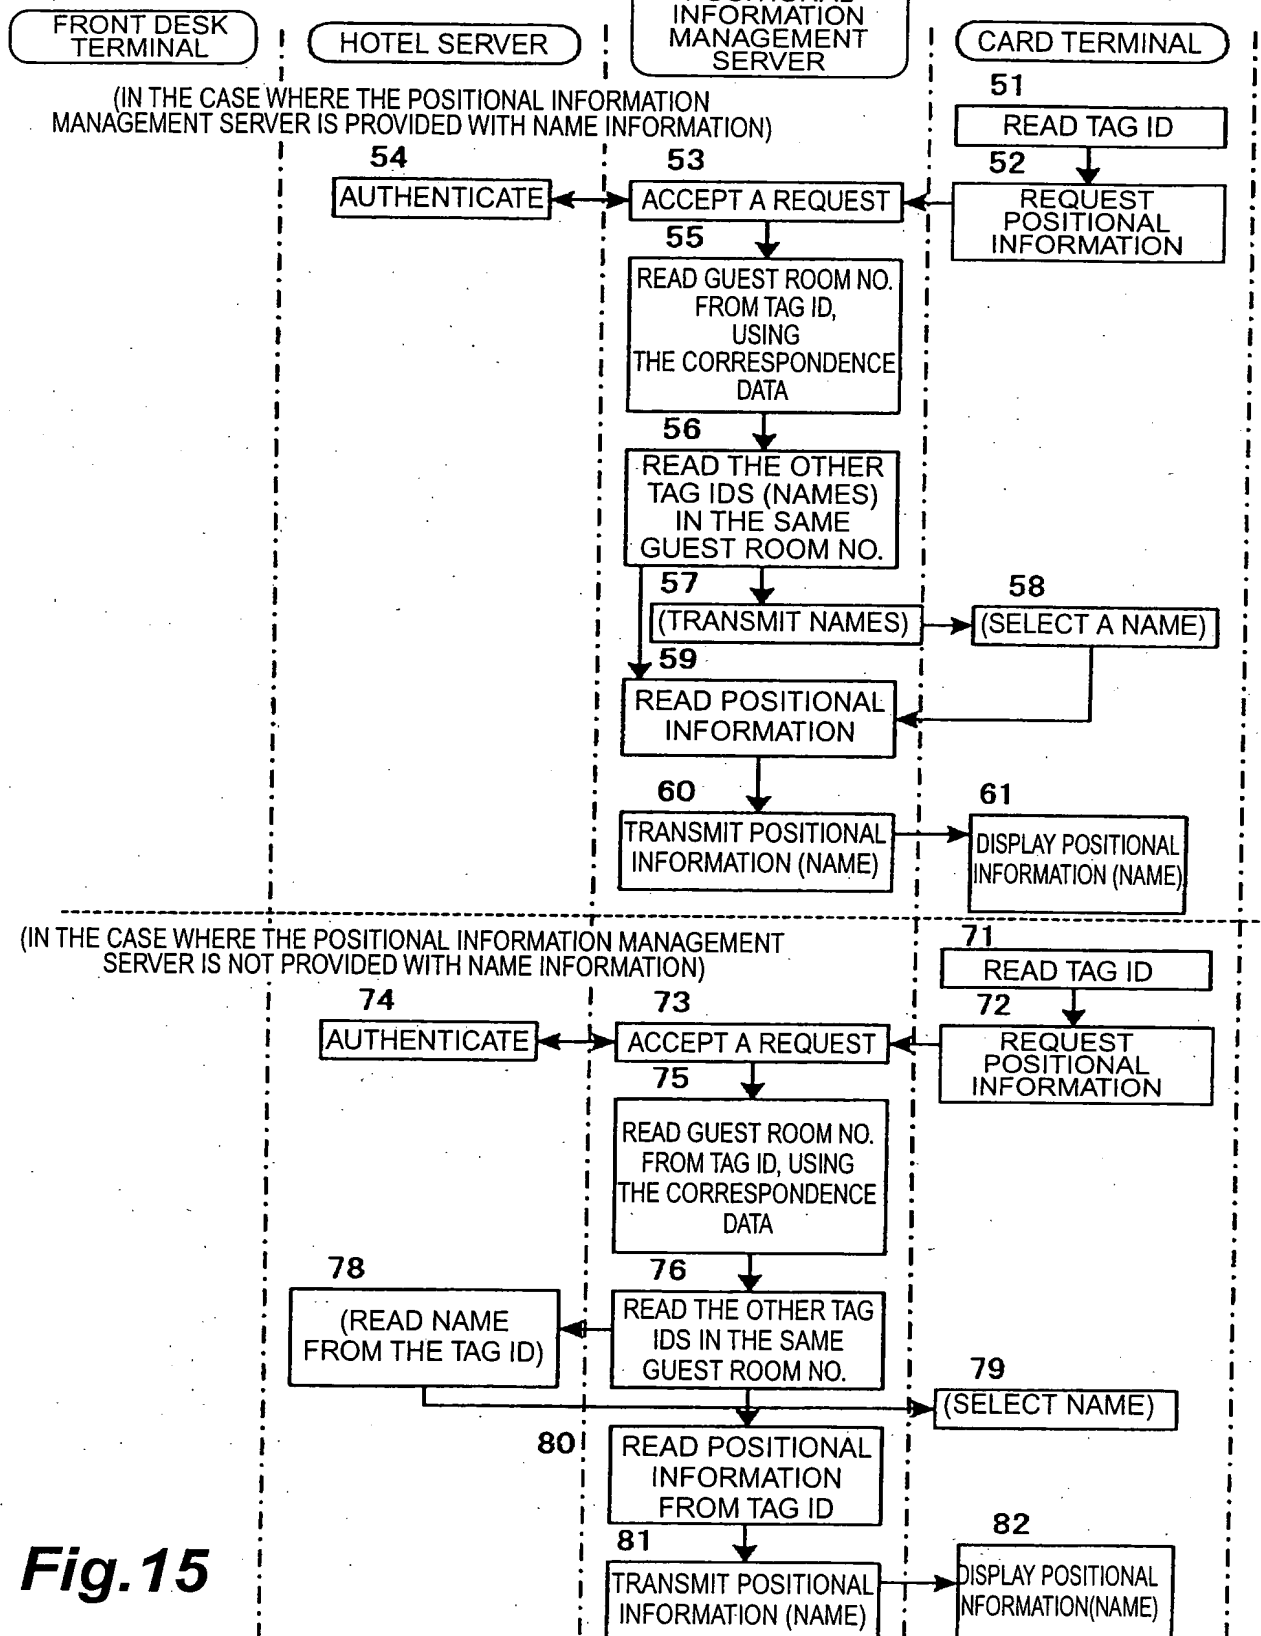 FRONT DESK
TERMINAL
HOTEL SERVER
POSITIONAL
INFORMATION
MANAGEMENT
SERVER
CARD TERMINAL
(IN THE CASE WHERE THE POSITIONAL INFORMATION
MANAGEMENT SERVER IS PROVIDED WITH NAME INFORMATION)
51
READ TAG ID
54
53
52
AUTHENTICATE
ACCEPT A REQUEST
REQUEST
POSITIONAL
INFORMATION
55
READ GUEST ROOM NO.
FROM TAG ID,
USING
THE CORRESPONDENCE
DATA
56
READ THE OTHER
TAG IDS (NAMES)
IN THE SAME
GUEST ROOM NO.
57
58
(TRANSMIT NAMES)
(SELECT A NAME)
59
READ POSITIONAL
INFORMATION
60
61
TRANSMIT POSITIONAL
INFORMATION (NAME)
DISPLAY POSITIONAL
INFORMATION (NAME)
(IN THE CASE WHERE THE POSITIONAL INFORMATION MANAGEMENT
SERVER IS NOT PROVIDED WITH NAME INFORMATION)
71
READ TAG ID
74
73
72
AUTHENTICATE
ACCEPT A REQUEST
REQUEST
POSITIONAL
INFORMATION
75
READ GUEST ROOM NO.
FROM TAG ID, USING
THE CORRESPONDENCE
DATA
78
76
(READ NAME
FROM THE TAG ID)
READ THE OTHER TAG
IDS IN THE SAME
GUEST ROOM NO.
79
(SELECT NAME)
80
READ POSITIONAL
INFORMATION
FROM TAG ID
81
82
TRANSMIT POSITIONAL
INFORMATION (NAME)
DISPLAY POSITIONAL
INFORMATION(NAME)
Fig.15